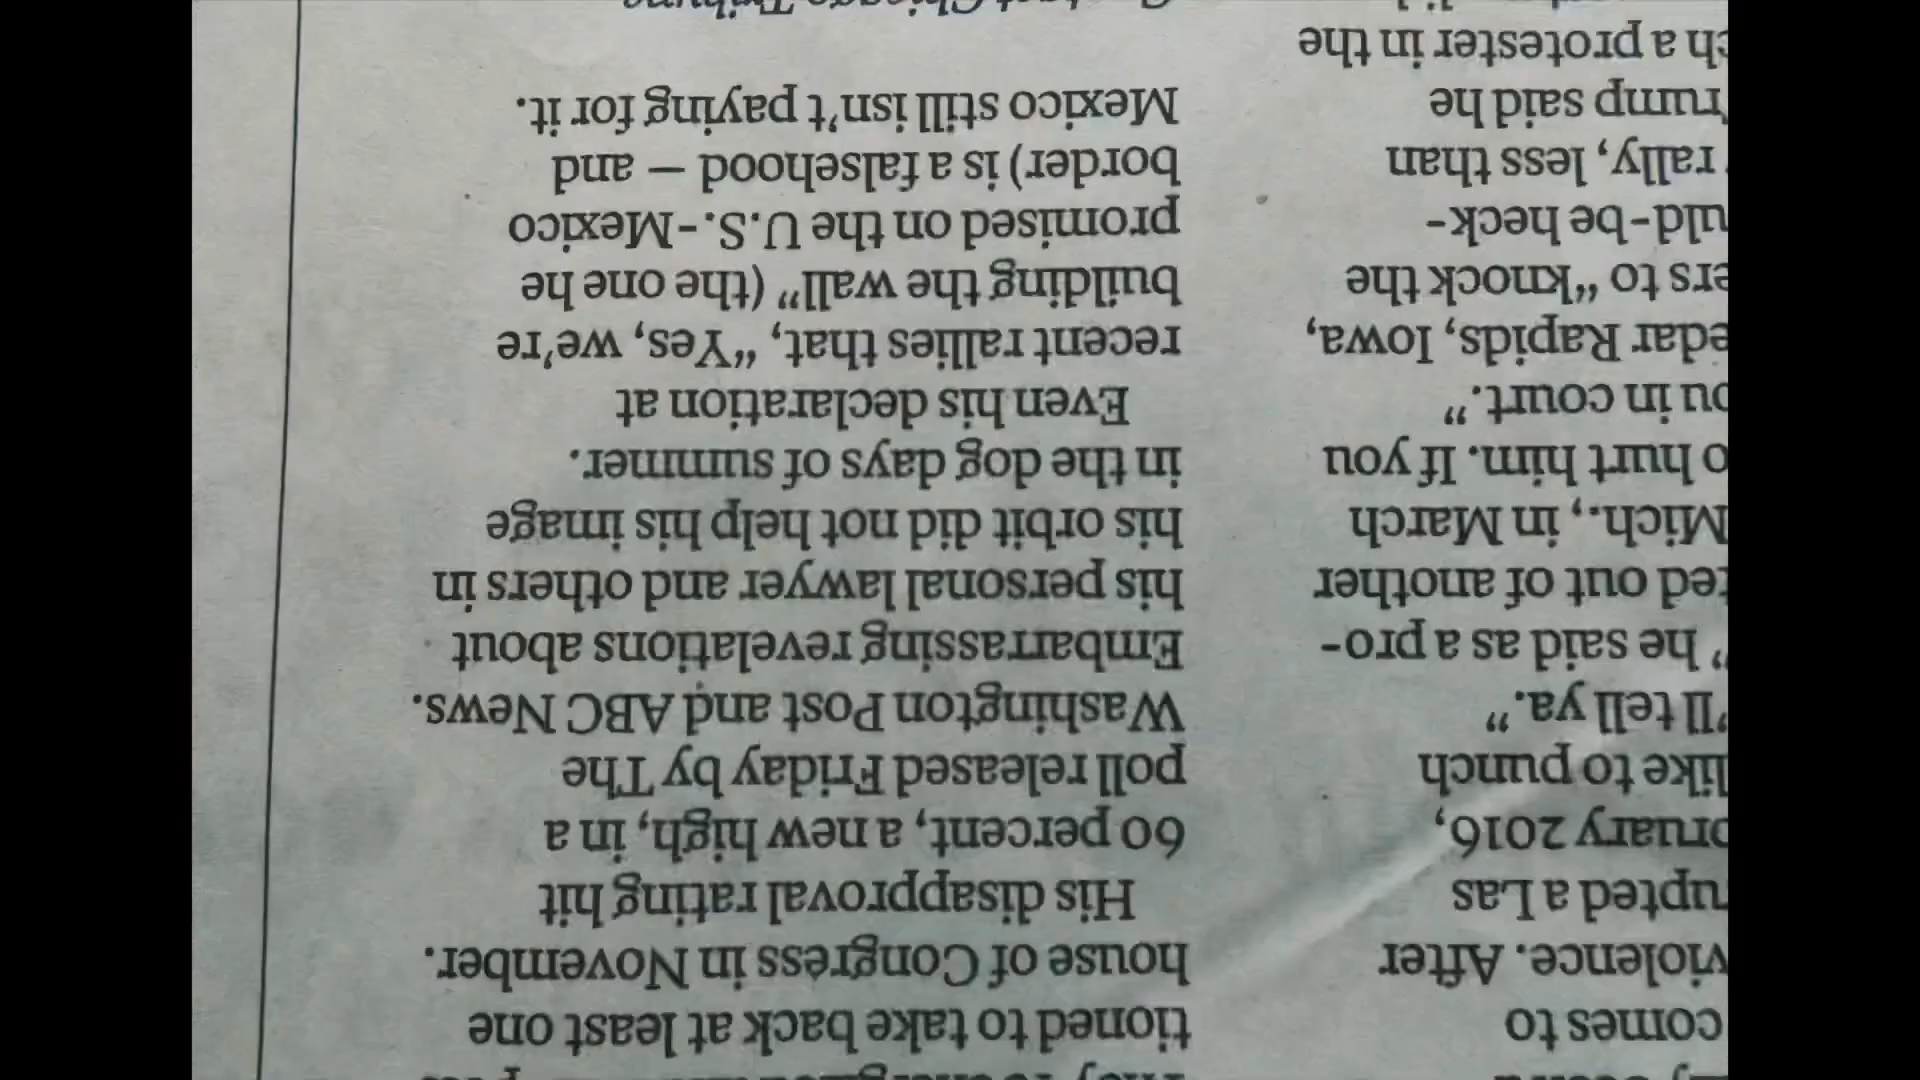 comes to
violence. After
upted a Las
ruary 2016,
like to punch
'll tell ya.”
” he said as a pro-
ted out of another
Mich., in March
o hurt him. If you
ou in court.”
edar Rapids, Iowa,
ers to “knock the
uld-be heck-
rally, less than
rump said he
ch a protester in the
tioned to take back at least one
house of Congress in November.
His disapproval rating hit
60 percent, a new high, in a
poll released Friday by The
Washington Post and ABC News.
Embarrassing revelations about
his personal lawyer and others in
his orbit did not help his image
in the dog days of summer.
Even his declaration at
recent rallies that, “Yes, we’re
building the wall” (the one he
promised on the U.S.-Mexico
border) is a falsehood — and
Mexico still isn’t paying for it.